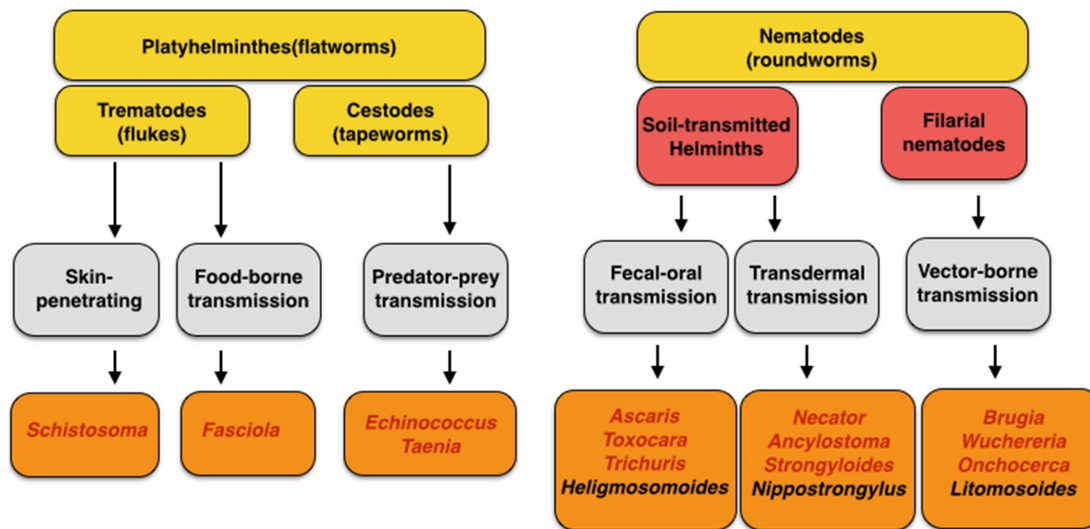 Platyhelminthes(flatworms)
Trematodes
(flukes)
Cestodes
(tapeworms)
Skin-
penetrating
Food-borne
transmission
Predator-prey
transmission
Schistosoma
Fasciola
Echinococcus
Taenia
Nematodes
(roundworms)
Soil-transmitted
Helminths
Filarial
nematodes
Fecal-oral
transmission
Transdermal
transmission
Vector-borne
transmission
Ascaris
Toxocara
Trichuris
Heligmosomoides
Necator
Ancylostoma
Strongyloides
Nippostrongylus
Brugia
Wuchereria
Onchocerca
Litomosoides